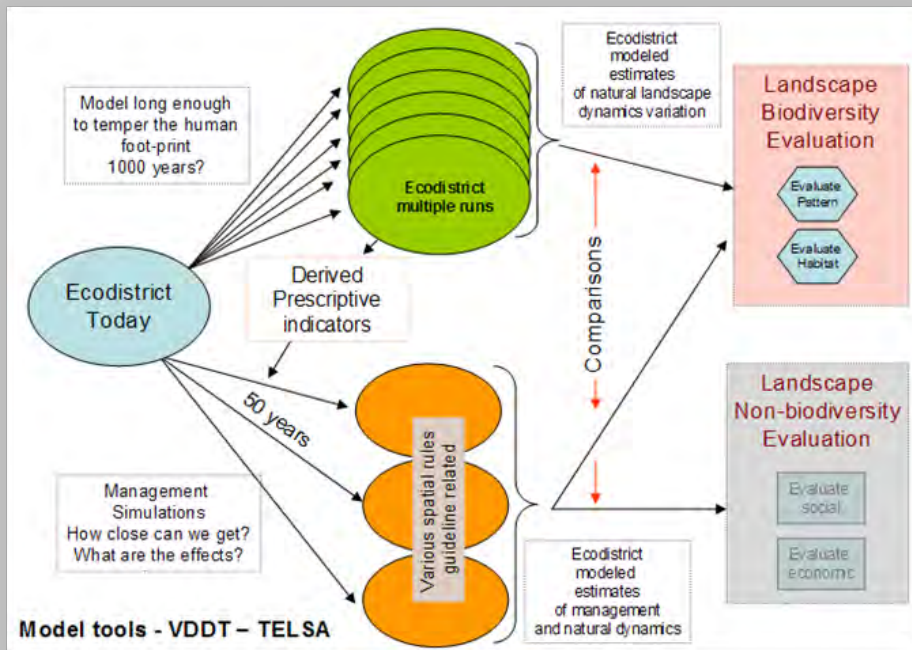 Model long enough
to temper the human
foot-print
1000 years?
Ecodistrict
multiple runs
Ecodistrict
modeled
estimates
of natural landscape
dynamics variation
Landscape
Biodiversity
Evaluation
Evaluate
Pattern
Evaluate
Habitat
Ecodistrict
Today
Derived
Prescriptive
indicators
Comparisons
50 years
Various spatial rules
guideline related
Landscape
Non-biodiversity
Evaluation
Evaluate
social
Evaluate
economic
Management
Simulations
How close can we get?
What are the effects?
Ecodistrict
modeled
estimates
of management
and natural dynamics
Model tools - VDDT – TELSA